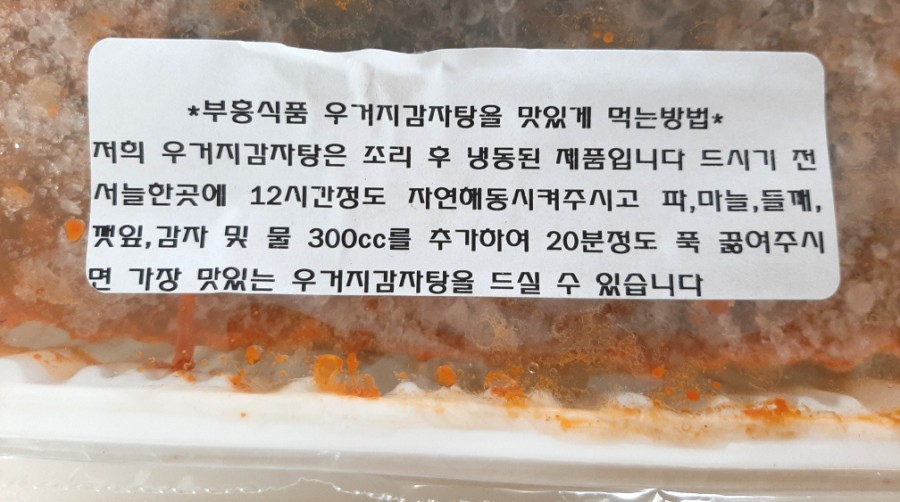 *부흥식품 우거지감자탕을 맛있게 먹는방법*
저희 우거지감자탕은 조리 후 냉동된 제품입니다 드시기 전
서늘한곳에 12시간정도 자연해동시켜주시고 파,마늘,들깨,
깻잎,감자 및 물 300cc를 추가하여 20분정도 푹 끓여주시
면 가장 맛있는 우거지감자탕을 드실 수 있습니다